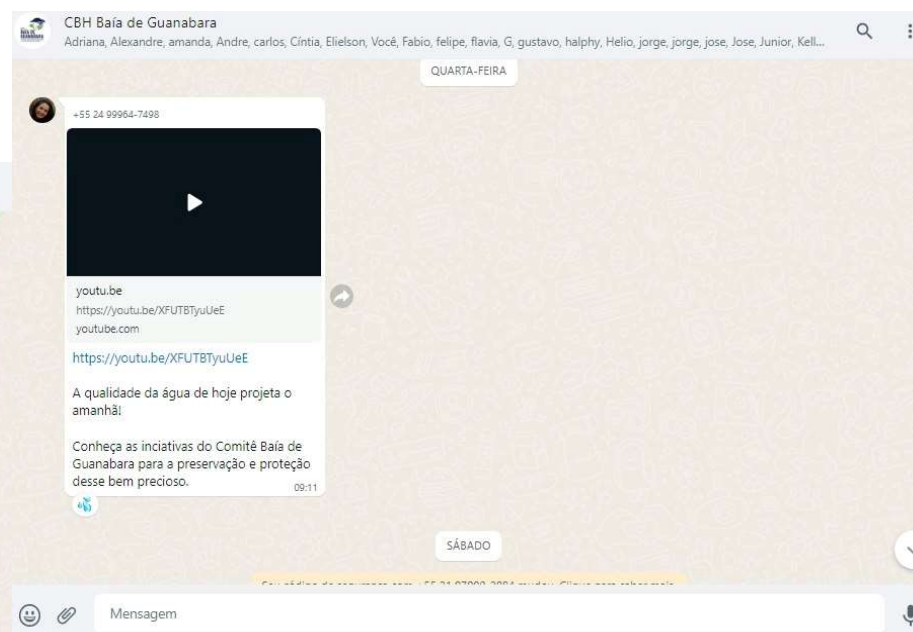 CBH Baía de Guanabara
Adriana, Alexandre, amanda, Andre, carlos, Cíntia, Elielson, Você, Fabio, felipe, flavia, G, gustavo, halphy, Helio, jorge, jorge, jose, Jose, Junior, Kell...
QUARTA-FEIRA
+55 24 99964-7498
youtu.be
https://youtu.be/XFUTBTyuUeE
youtube.com
https://youtu.be/XFUTBTyuUeE
A qualidade da água de hoje projeta o
amanhã!
Conheça as inciativas do Comitê Baía de
Guanabara para a preservação e proteção
desse bem precioso.
09:11
SÁBADO
Mensagem